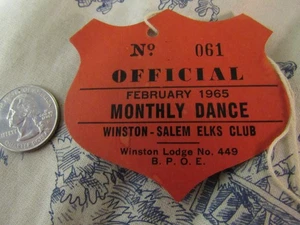 Nº 061
OFFICIAL
FEBRUARY 1965
MONTHLY DANCE
WINSTON-SALEM ELKS CLUB
Winston Lodge No. 449
B. P. O. E.